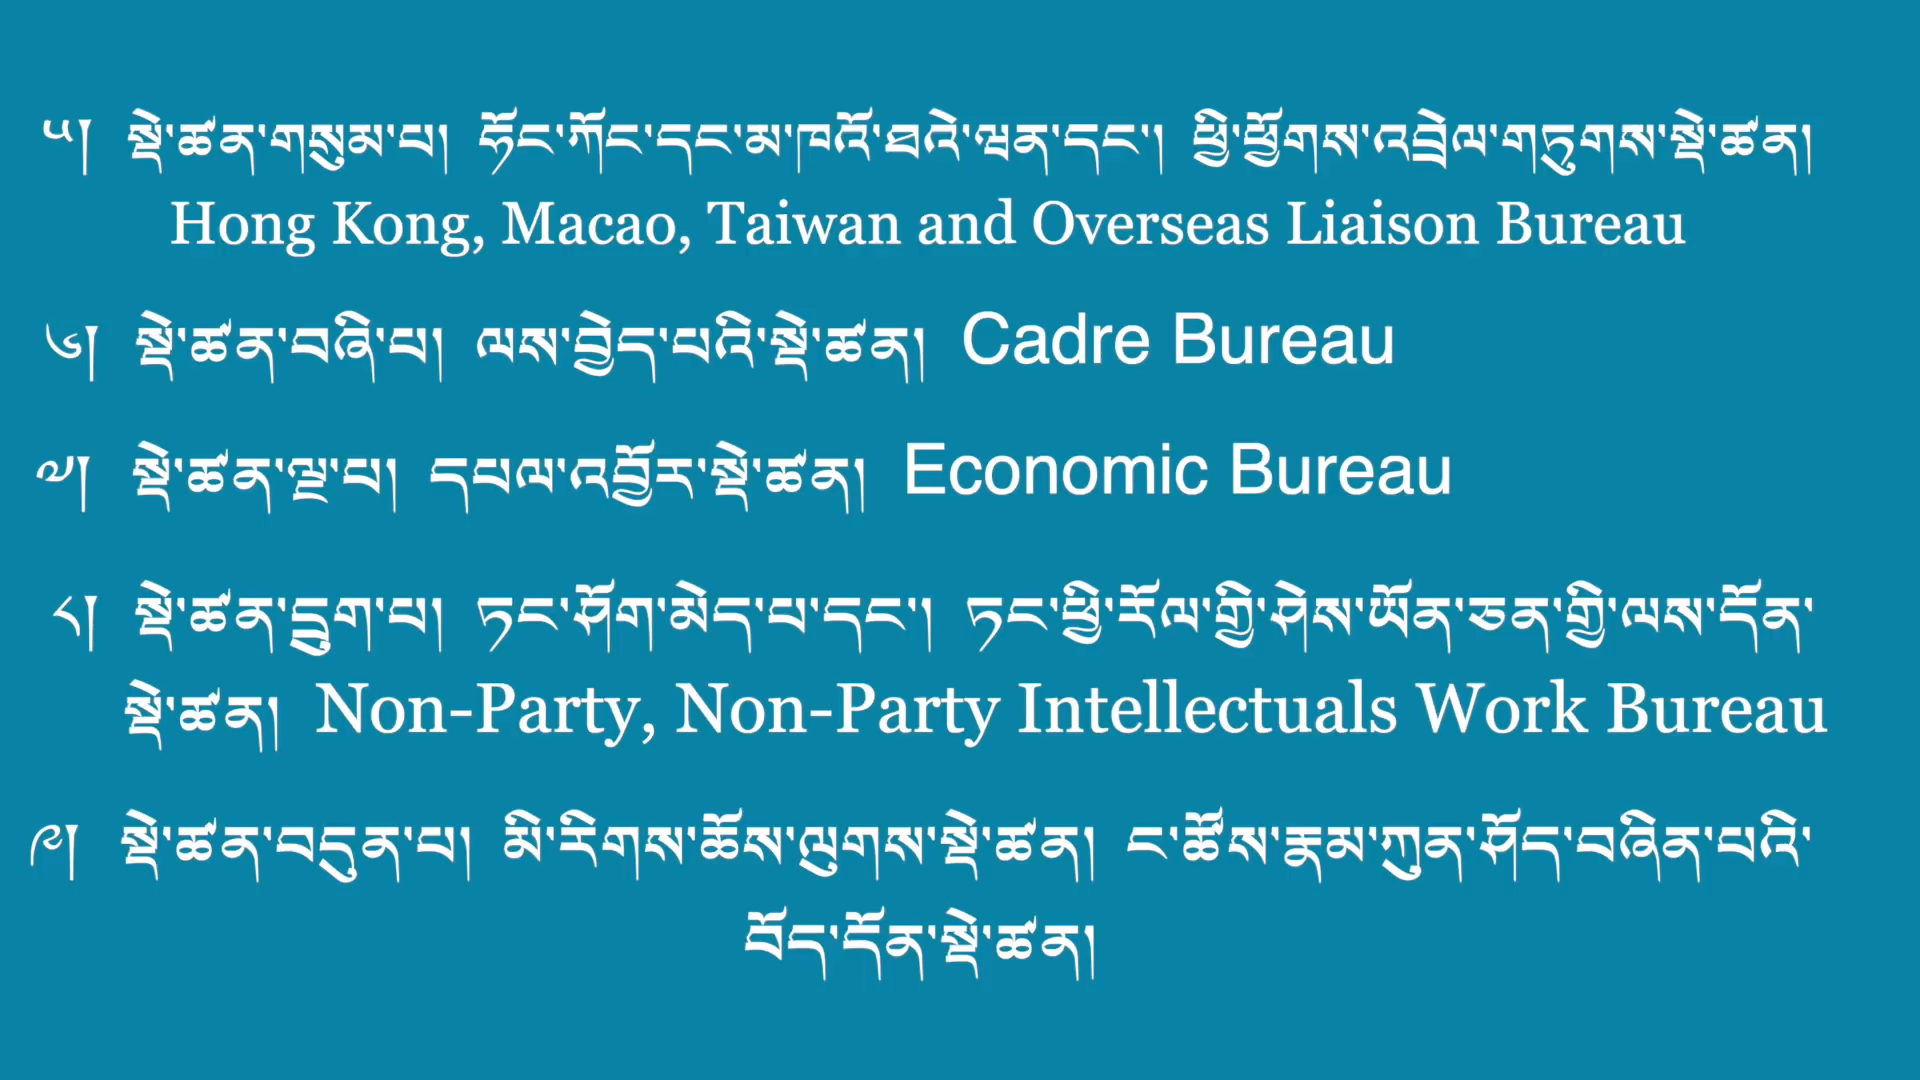 ༥། སྡེ་ཚན་གསུམ་པ། ཧོང་ཀོང་དང་མ་ཁའོ་ཐའེ་ཝན་དང་། ཕྱི་ཕྱོགས་འབྲེལ་གཏུགས་སྡེ་ཚན།
Hong Kong, Macao, Taiwan and Overseas Liaison Bureau
༦། སྡེ་ཚན་བཞི་པ། ལས་བྱེད་པའི་སྡེ་ཚན། Cadre Bureau
༧། སྡེ་ཚན་ལྔ་པ། དཔལ་འབྱོར་སྡེ་ཚན། Economic Bureau
༨། སྡེ་ཚན་དྲུག་པ། ཏང་ཤོག་མེད་པ་དང་། ཏང་ཕྱི་རོལ་གྱི་ཤེས་ཡོན་ཅན་གྱི་ལས་དོན་
སྡེ་ཚན། Non-Party, Non-Party Intellectuals Work Bureau
༩། སྡེ་ཚན་བདུན་པ། མི་རིགས་ཆོས་ལུགས་སྡེ་ཚན། ང་ཚོས་རྣམ་ཀུན་ཤོད་བཞིན་པའི་
བོད་དོན་སྡེ་ཚན།